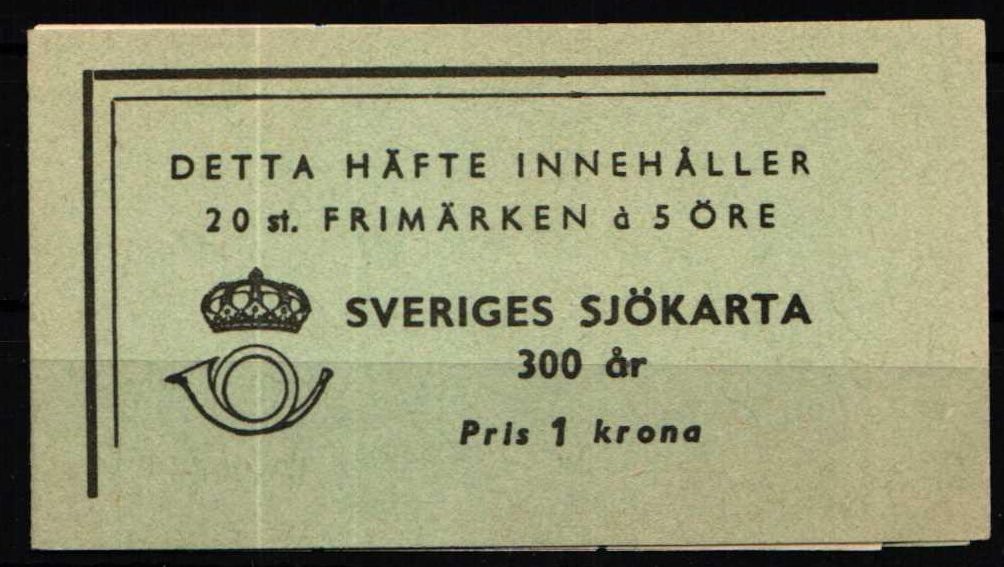 DETTA HÄFTE INNEHÅLLER
20 st. FRIMÄRKEN à 5 ÖRE
SVERIGES SJÖKARTA
300 år
Pris 1 krona